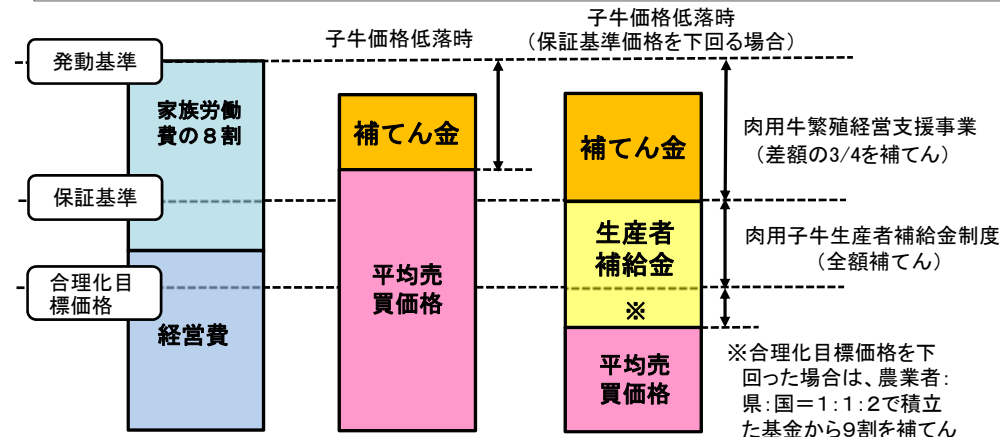 子牛価格低落時
子牛価格低落時
（保証基準価格を下回る場合）
発動基準
家族労働
費の８割
補てん金
補てん金
肉用牛繁殖経営支援事業
（差額の3/4を補てん）
保証基準
生産者
補給金
肉用子牛生産者補給金制度
（全額補てん）
平均売
買価格
合理化目
標価格
※
経営費
平均売
買価格
※合理化目標価格を下
回った場合は、農業者：
県：国＝１：１：２で積立
た基金から９割を補てん